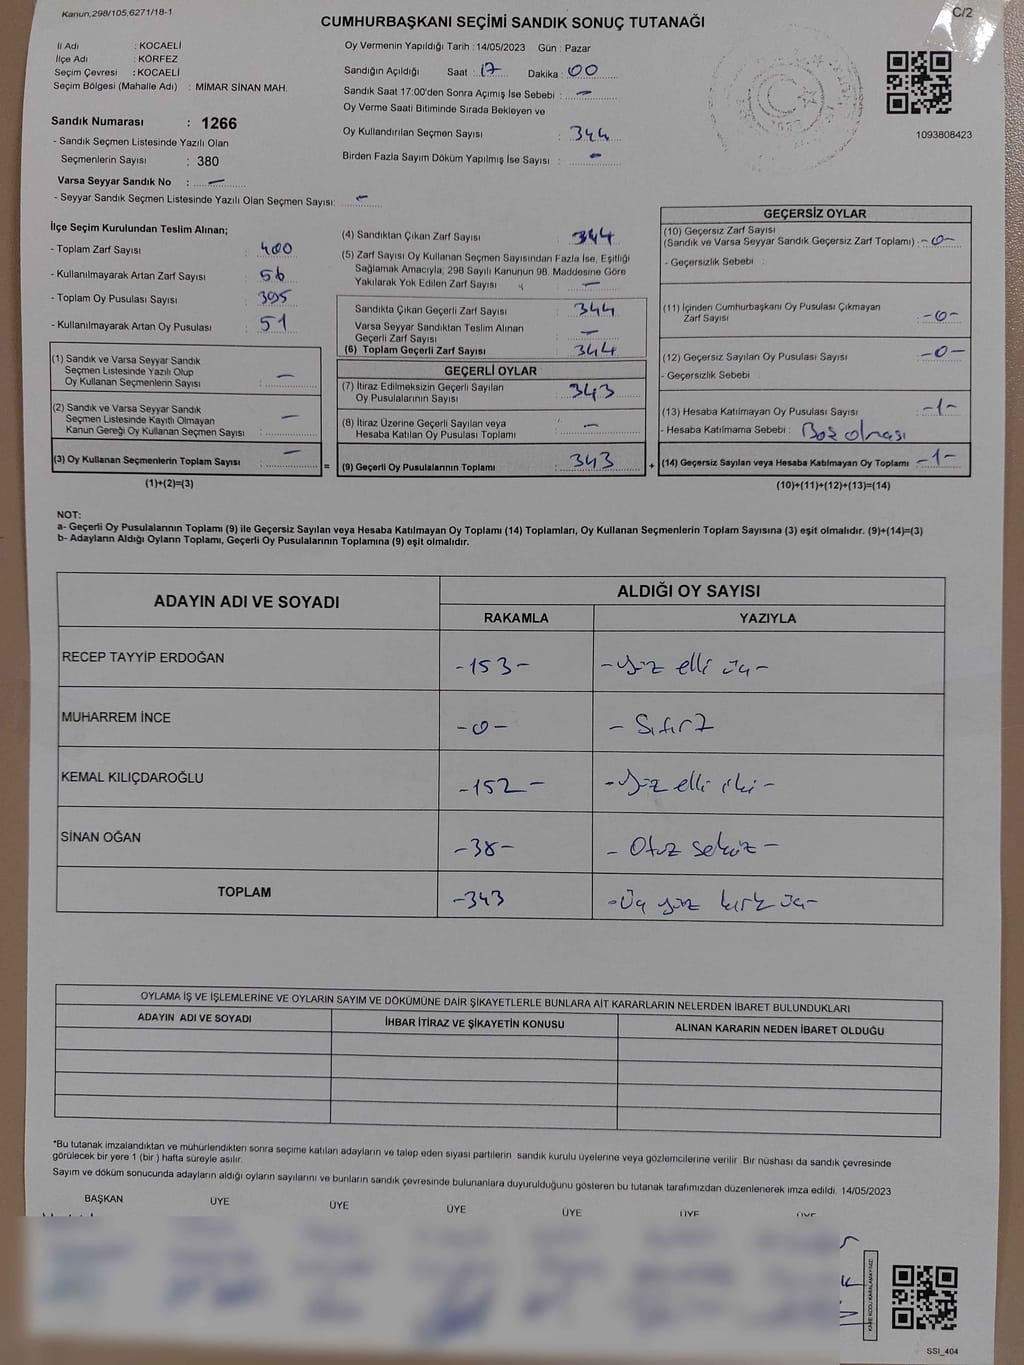 Kanun;298/105,6271/18-1
C/2
CUMHURBAŞKANI SEÇİMİ SANDIK SONUÇ TUTANAĞI
İl Adı : KOCAELİ
İlçe Adı : KÖRFEZ
Seçim Çevresi : KOCAELİ
Seçim Bölgesi (Mahalle Adı) : MİMAR SİNAN MAH.
Sandık Numarası : 1266
- Sandık Seçmen Listesinde Yazılı Olan
Seçmenlerin Sayısı : 380
Varsa Seyyar Sandık No : —
- Seyyar Sandık Seçmen Listesinde Yazılı Olan Seçmen Sayısı: —
Oy Vermenin Yapıldığı Tarih : 14/05/2023 Gün : Pazar
Sandığın Açıldığı Saat : 17 Dakika : 00
Sandık Saat 17:00'den Sonra Açımış İse Sebebi : —
Oy Verme Saati Bitiminde Sırada Bekleyen ve
Oy Kullandırılan Seçmen Sayısı : 344
Birden Fazla Sayım Döküm Yapılmış İse Sayısı : —
1093808423
İlçe Seçim Kurulundan Teslim Alınan;
- Toplam Zarf Sayısı : 400
- Kullanılmayarak Artan Zarf Sayısı : 56
- Toplam Oy Pusulası Sayısı : 395
- Kullanılmayarak Artan Oy Pusulası : 51
(1) Sandık ve Varsa Seyyar Sandık
Seçmen Listesinde Yazılı Olup
Oy Kullanan Seçmenlerin Sayısı : —
(2) Sandık ve Varsa Seyyar Sandık
Seçmen Listesinde Kayıtlı Olmayan
Kanun Gereği Oy Kullanan Seçmen Sayısı : —
(3) Oy Kullanan Seçmenlerin Toplam Sayısı : —
(1)+(2)=(3)
=
(4) Sandıktan Çıkan Zarf Sayısı : 344
(5) Zarf Sayısı Oy Kullanan Seçmen Sayısından Fazla İse, Eşitliği
Sağlamak Amacıyla, 298 Sayılı Kanunun 98. Maddesine Göre
Yakılarak Yok Edilen Zarf Sayısı : —
Sandıkta Çıkan Geçerli Zarf Sayısı : 344
Varsa Seyyar Sandıktan Teslim Alınan
Geçerli Zarf Sayısı : —
(6) Toplam Geçerli Zarf Sayısı : 344
GEÇERLİ OYLAR
(7) İtiraz Edilmeksizin Geçerli Sayılan
Oy Pusulalarının Sayısı : 343
(8) İtiraz Üzerine Geçerli Sayılan veya
Hesaba Katılan Oy Pusulası Toplamı : —
(9) Geçerli Oy Pusulalarının Toplamı : 343
+
GEÇERSİZ OYLAR
(10) Geçersiz Zarf Sayısı
(Sandık ve Varsa Seyyar Sandık Geçersiz Zarf Toplamı) : -0-
- Geçersizlik Sebebi :
(11) İçinden Cumhurbaşkanı Oy Pusulası Çıkmayan
Zarf Sayısı : -0-
(12) Geçersiz Sayılan Oy Pusulası Sayısı : -0-
- Geçersizlik Sebebi :
(13) Hesaba Katılmayan Oy Pusulası Sayısı : -1-
- Hesaba Katılmama Sebebi : Boş olması
(14) Geçersiz Sayılan veya Hesaba Katılmayan Oy Toplamı : -1-
(10)+(11)+(12)+(13)=(14)
NOT:
a- Geçerli Oy Pusulalarının Toplamı (9) ile Geçersiz Sayılan veya Hesaba Katılmayan Oy Toplamı (14) Toplamları, Oy Kullanan Seçmenlerin Toplam Sayısına (3) eşit olmalıdır. (9)+(14)=(3)
b- Adayların Aldığı Oyların Toplamı, Geçerli Oy Pusulalarının Toplamına (9) eşit olmalıdır.
ADAYIN ADI VE SOYADI ALDIĞI OY SAYISI
RAKAMLA YAZIYLA
RECEP TAYYİP ERDOĞAN -153- -yüz elli üç-
MUHARREM İNCE -0- - Sıfır
KEMAL KILIÇDAROĞLU -152- -yüz elli iki-
SİNAN OĞAN -38- - Otuz sekiz -
TOPLAM -343 -Üç yüz kırk üç-
OYLAMA İŞ VE İŞLEMLERİNE VE OYLARIN SAYIM VE DÖKÜMÜNE DAİR ŞİKAYETLERLE BUNLARA AİT KARARLARIN NELERDEN İBARET BULUNDUKLARI
ADAYIN ADI VE SOYADI İHBAR İTİRAZ VE ŞİKAYETİN KONUSU ALINAN KARARIN NEDEN İBARET OLDUĞU
*Bu tutanak imzalandıktan ve mühürlendikten sonra seçime katılan adayların ve talep eden siyasi partilerin sandık kurulu üyelerine veya gözlemcilerine verilir. Bir nüshası da sandık çevresinde
görülecek bir yere 1 (bir) hafta süreyle asılır.
Sayım ve döküm sonucunda adayların aldığı oyların sayılarını ve bunların sandık çevresinde bulunanlara duyurulduğunu gösteren bu tutanak tarafımızdan düzenlenerek imza edildi. 14/05/2023
BAŞKAN ÜYE ÜYE ÜYE ÜYE ÜYE ÜYE
KARE KODU KARALAMAYINIZ!
SSI_404